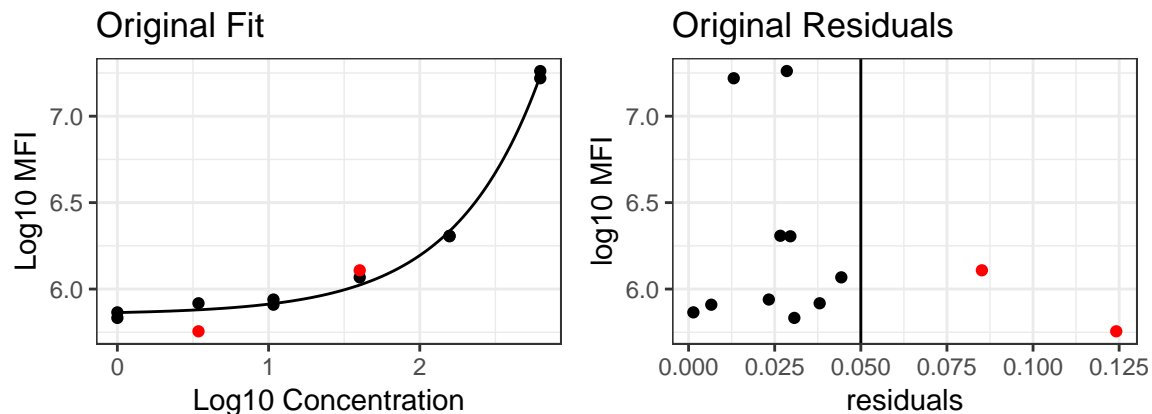 Original Fit
Log10 MFI
7.0
6.5
6.0
0
1
2
Log10 Concentration
Original Residuals
log10 MFI
7.0
6.5
6.0
0.000
0.025
0.050
0.075
0.100
0.125
residuals